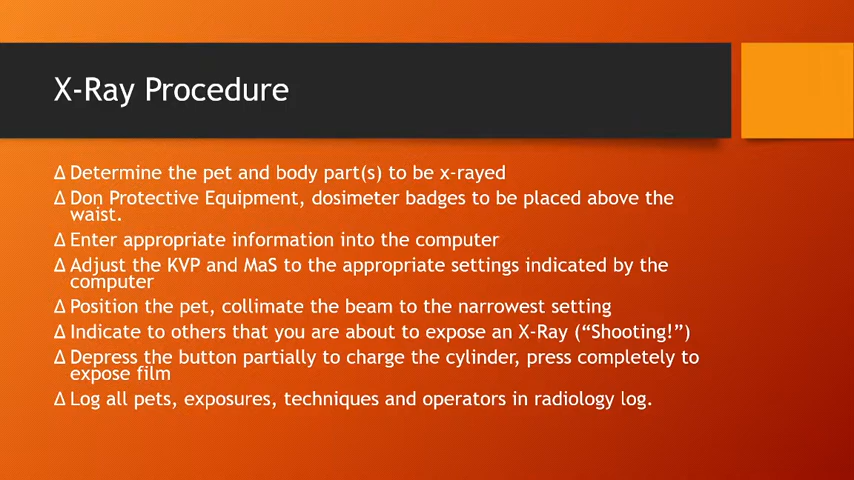 X-Ray Procedure
Δ Determine the pet and body part(s) to be x-rayed
Δ Don Protective Equipment, dosimeter badges to be placed above the
waist.
Δ Enter appropriate information into the computer
Δ Adjust the KVP and MaS to the appropriate settings indicated by the
computer
Δ Position the pet, collimate the beam to the narrowest setting
Δ Indicate to others that you are about to expose an X-Ray (“Shooting!”)
Δ Depress the button partially to charge the cylinder, press completely to
expose film
Δ Log all pets, exposures, techniques and operators in radiology log.